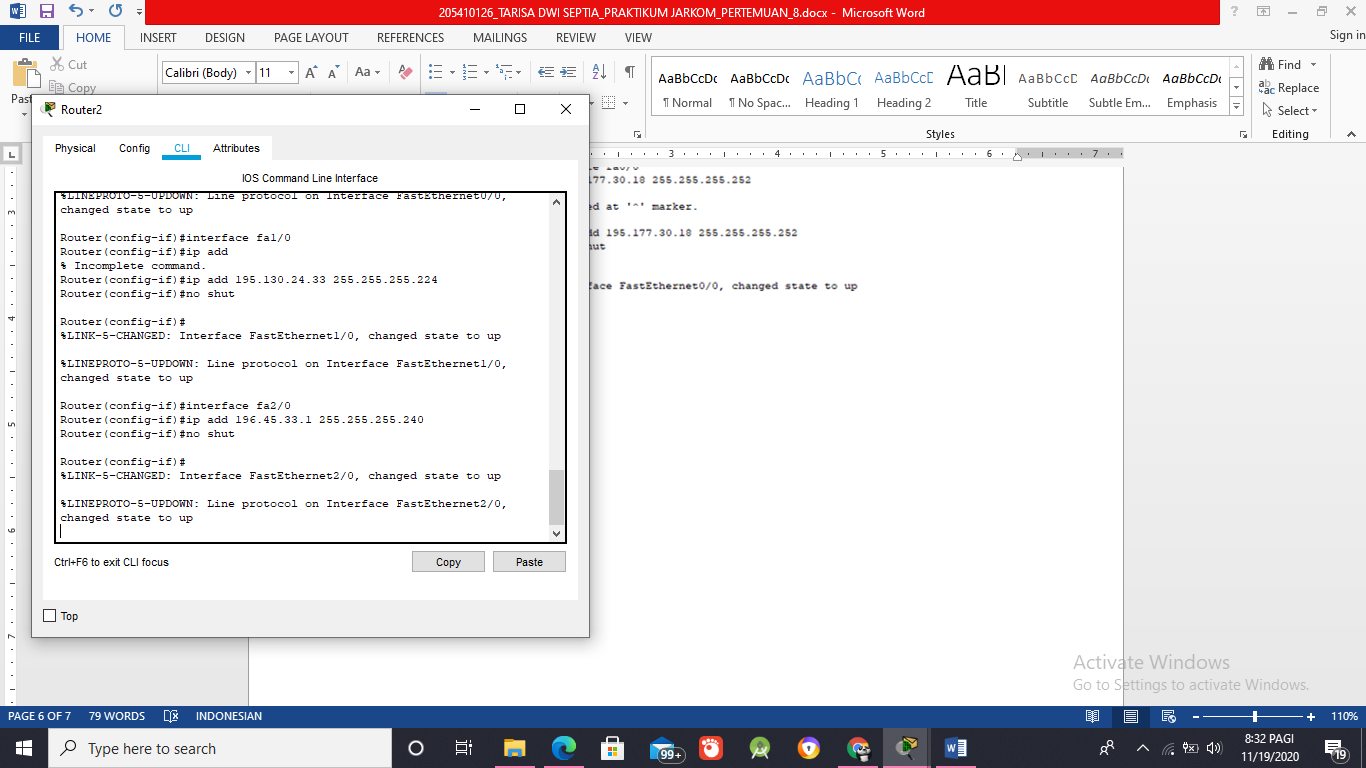 205410126_TARISA DWI SEPTIA_PRAKTIKUM JARKOM_PERTEMUAN_8.docx - Microsoft Word
FILE HOME INSERT DESIGN PAGE LAYOUT REFERENCES MAILINGS REVIEW VIEW Sign in
Cut
Copy
Calibri (Body) 11
AaBbCcDc AaBbCcDc AaBbCc AaBbCcD AaBl AaBbCcD AaBbCcDc AaBbCcDc
¶ Normal ¶ No Spac... Heading 1 Heading 2 Title Subtitle Subtle Em... Emphasis
Styles
Find
Replace
Select
Editing
3 4 5 6 7
Router2
Physical Config CLI Attributes
IOS Command Line Interface
%LINEPROTO-5-UPDOWN: Line protocol on Interface FastEthernet0/0,
changed state to up
Router(config-if)#interface fa1/0
Router(config-if)#ip add
% Incomplete command.
Router(config-if)#ip add 195.130.24.33 255.255.255.224
Router(config-if)#no shut
Router(config-if)#
%LINK-5-CHANGED: Interface FastEthernet1/0, changed state to up
%LINEPROTO-5-UPDOWN: Line protocol on Interface FastEthernet1/0,
changed state to up
Router(config-if)#interface fa2/0
Router(config-if)#ip add 196.45.33.1 255.255.255.240
Router(config-if)#no shut
Router(config-if)#
%LINK-5-CHANGED: Interface FastEthernet2/0, changed state to up
%LINEPROTO-5-UPDOWN: Line protocol on Interface FastEthernet2/0,
changed state to up
Ctrl+F6 to exit CLI focus
Copy Paste
Top
177.30.18 255.255.255.252
ed at '^' marker.
dd 195.177.30.18 255.255.255.252
hut
face FastEthernet0/0, changed state to up
Activate Windows
Go to Settings to activate Windows.
PAGE 6 OF 7 79 WORDS INDONESIAN 110%
Type here to search
99+
8:32 PAGI
11/19/2020
19